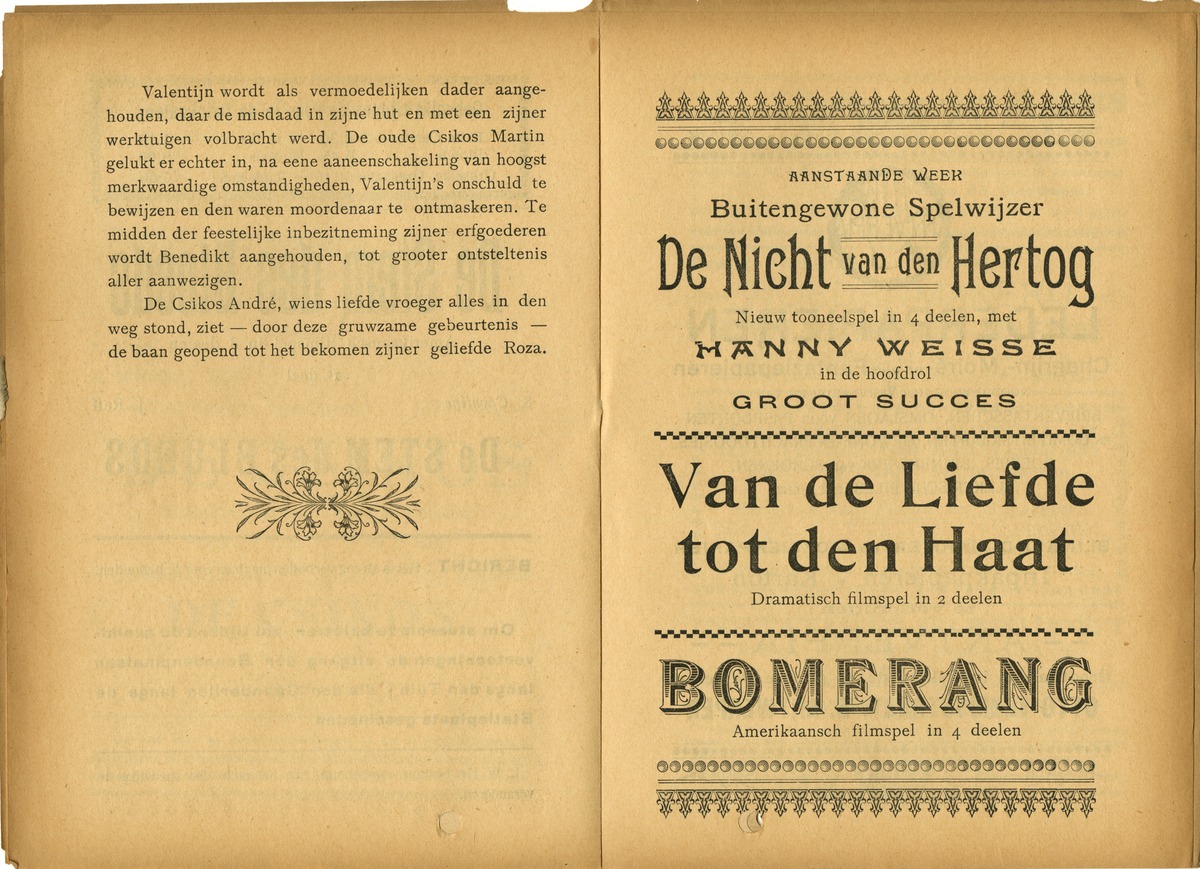 Valentijn wordt als vermoedelijken dader aange-
houden, daar de misdaad in zijne hut en met een zijner
werktuigen volbracht werd. De oude Csikos Martin
gelukt er echter in, na eene aaneenschakeling van hoogst
merkwaardige omstandigheden, Valentijn's onschuld te
bewijzen en den waren moordenaar te ontmaskeren. Te
midden der feestelijke inbezitneming zijner erfgoederen
wordt Benedikt aangehouden, tot grooter ontsteltenis
aller aanwezigen.
De Csikos André, wiens liefde vroeger alles in den
weg stond, ziet — door deze gruwzame gebeurtenis —
de baan geopend tot het bekomen zijner geliefde Roza.
AANSTAANDE WEEK
Buitengewone Spelwijzer
De Nicht van den Hertog
Nieuw tooneelspel in 4 deelen, met
HANNY WEISSE
in de hoofdrol
GROOT SUCCES
Van de Liefde
tot den Haat
Dramatisch filmspel in 2 deelen
BOMERANG
Amerikaansch filmspel in 4 deelen